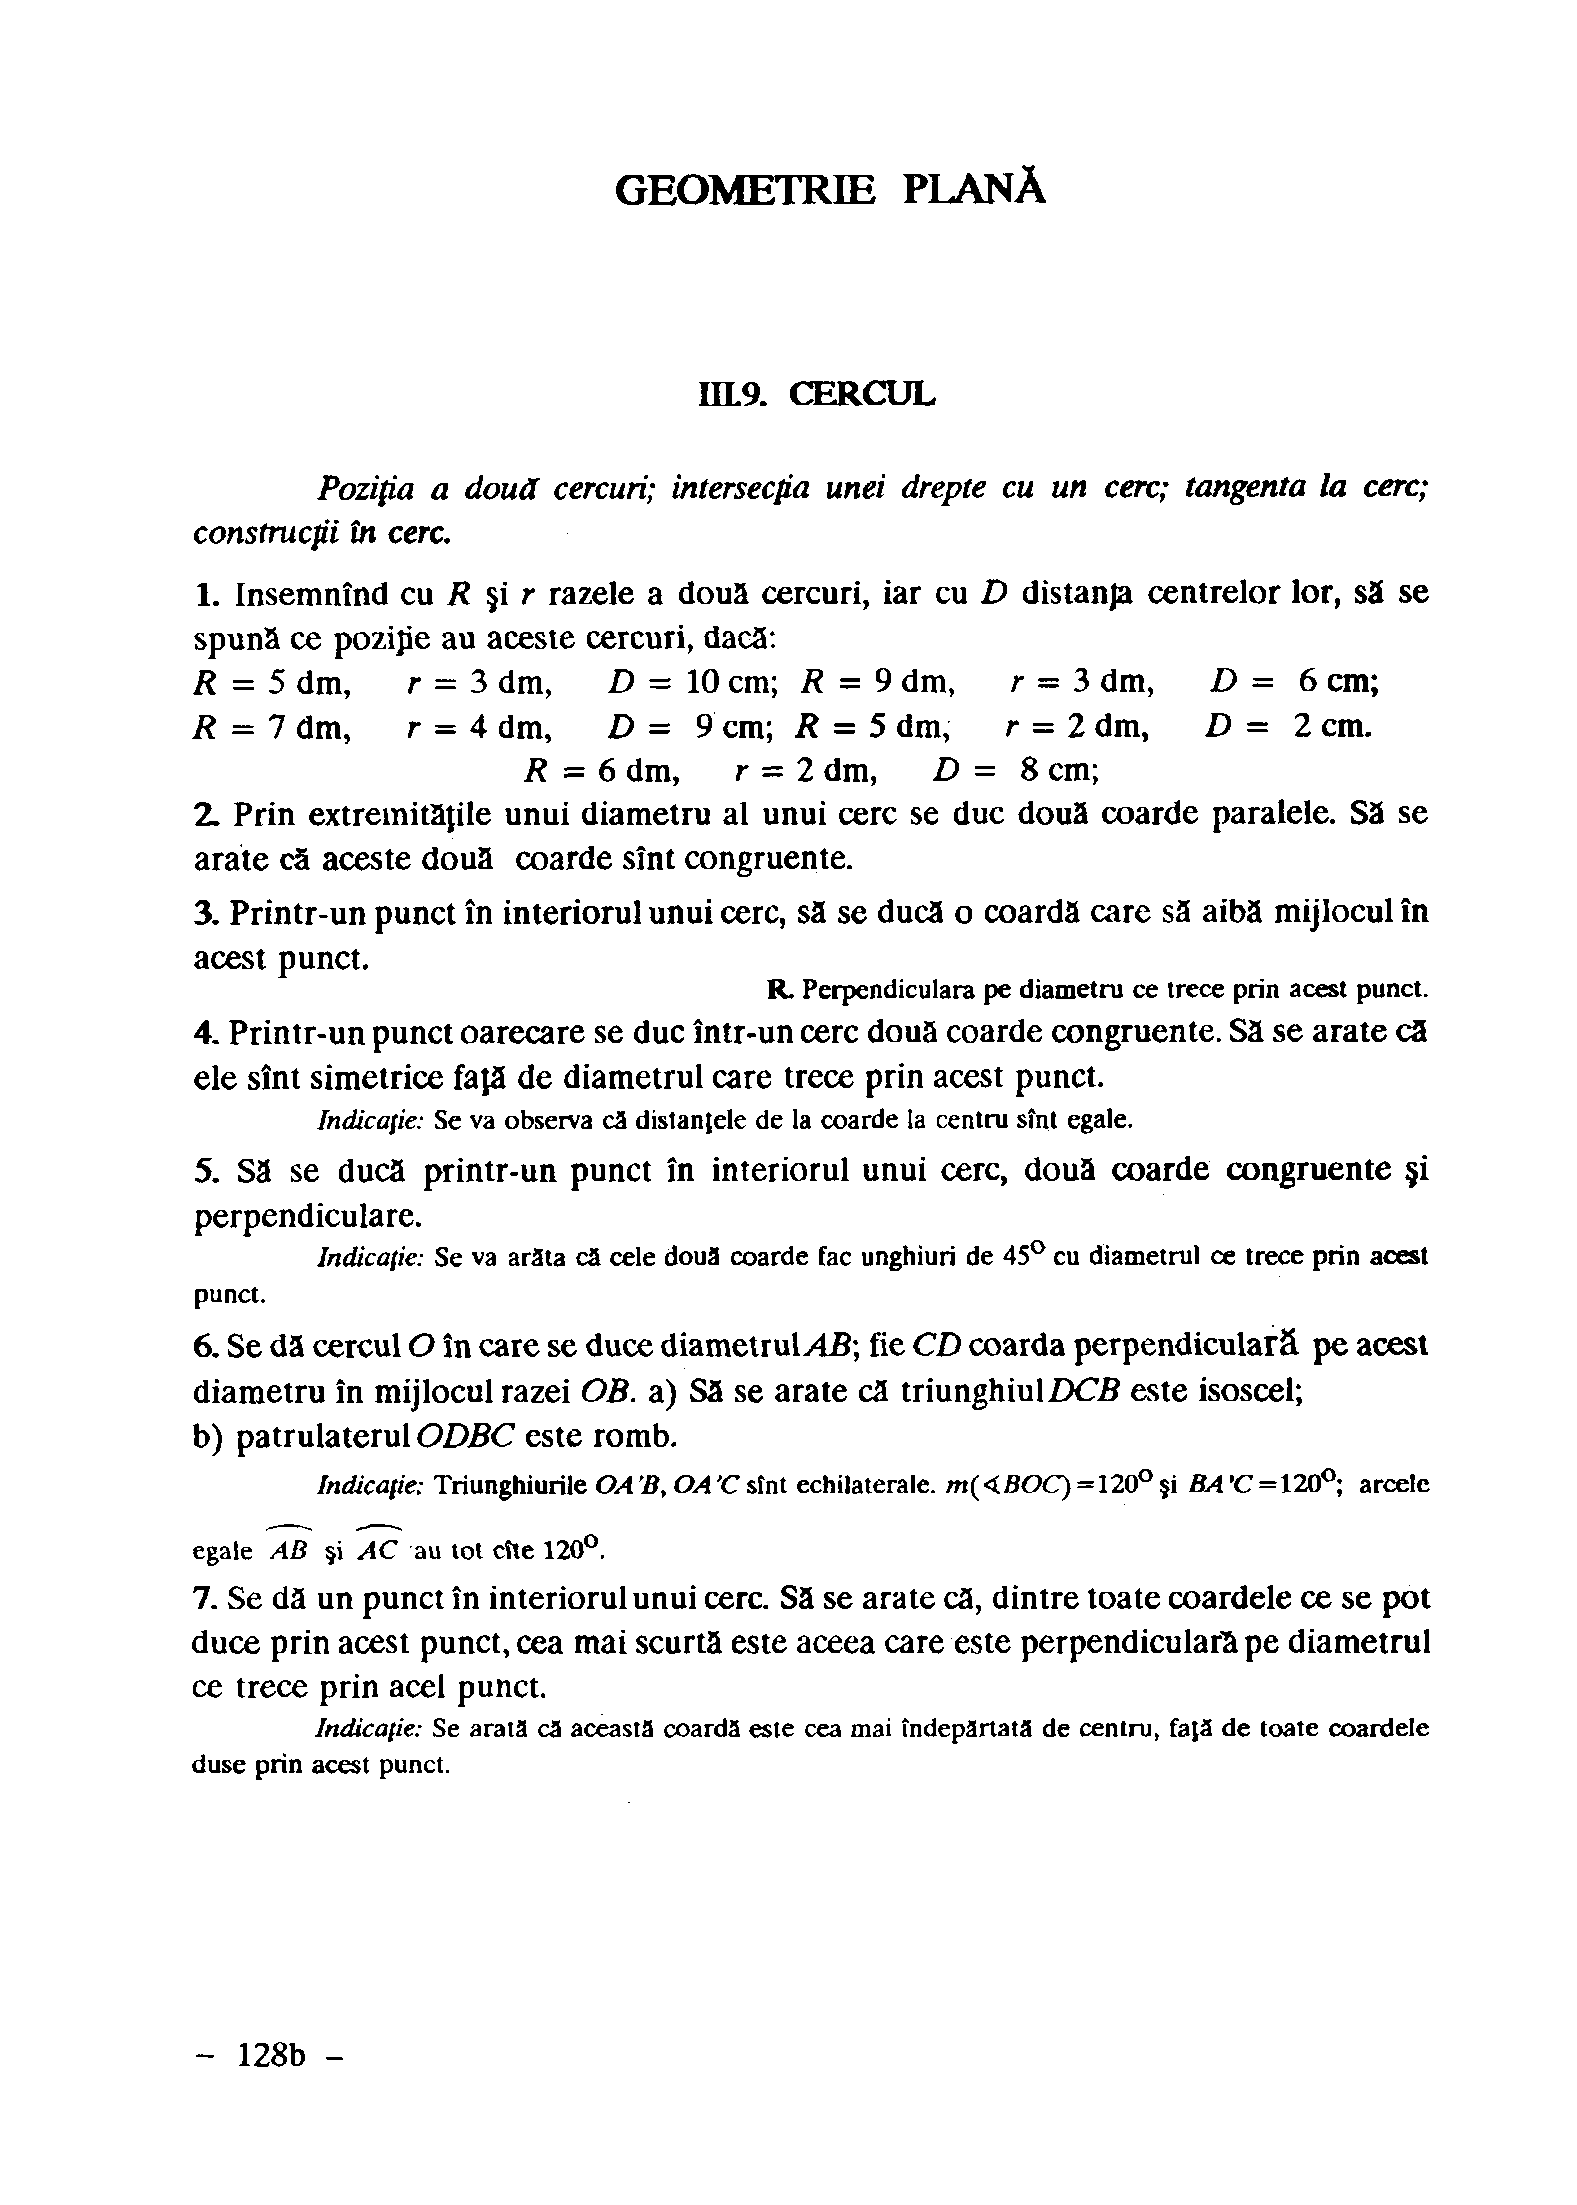 GEOMETRIE PLANĂ
III.9. CERCUL
Poziţia a două cercuri; intersecţia unei drepte cu un cerc; tangenta la cerc;
construcţii în cerc.
1. Insemnînd cu R şi r razele a două cercuri, iar cu D distanţa centrelor lor, să se
spună ce poziţie au aceste cercuri, dacă:
R = 5 dm, r = 3 dm, D = 10 cm; R = 9 dm, r = 3 dm, D = 6 cm;
R = 7 dm, r = 4 dm, D = 9 cm; R = 5 dm, r = 2 dm, D = 2 cm.
R = 6 dm, r = 2 dm, D = 8 cm;
2. Prin extremităţile unui diametru al unui cerc se duc două coarde paralele. Să se
arate că aceste două coarde sînt congruente.
3. Printr-un punct în interiorul unui cerc, să se ducă o coardă care să aibă mijlocul în
acest punct.
R. Perpendiculara pe diametru ce trece prin acest punct.
4. Printr-un punct oarecare se duc într-un cerc două coarde congruente. Să se arate că
ele sînt simetrice faţă de diametrul care trece prin acest punct.
Indicaţie: Se va observa că distanţele de la coarde la centru sînt egale.
5. Să se ducă printr-un punct în interiorul unui cerc, două coarde congruente şi
perpendiculare.
Indicaţie: Se va arăta că cele două coarde fac unghiuri de 45° cu diametrul ce trece prin acest
punct.
6. Se dă cercul O în care se duce diametrul AB; fie CD coarda perpendiculară pe acest
diametru în mijlocul razei OB. a) Să se arate că triunghiul DCB este isoscel;
b) patrulaterul ODBC este romb.
Indicaţie: Triunghiurile OA'B, OA'C sînt echilaterale. m(∢BOC)=120° şi BA'C=120°; arcele
egale AB şi AC au tot cîte 120°.
7. Se dă un punct în interiorul unui cerc. Să se arate că, dintre toate coardele ce se pot
duce prin acest punct, cea mai scurtă este aceea care este perpendiculară pe diametrul
ce trece prin acel punct.
Indicaţie: Se arată că această coardă este cea mai îndepărtată de centru, faţă de toate coardele
duse prin acest punct.
- 128b -